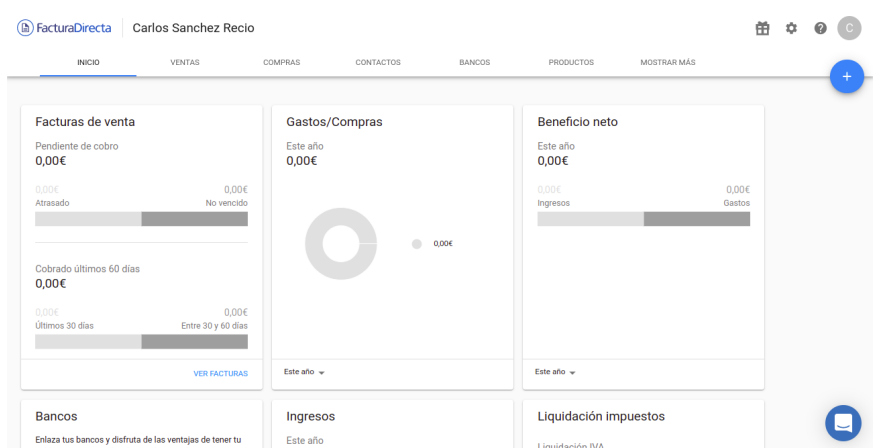 FacturaDirecta Carlos Sanchez Recio C
INICIO VENTAS COMPRAS CONTACTOS BANCOS PRODUCTOS MOSTRAR MÁS
Facturas de venta
Pendiente de cobro
0,00€
0,00€ 0,00€
Atrasado No vencido
Cobrado últimos 60 días
0,00€
0,00€ 0,00€
Últimos 30 días Entre 30 y 60 días
VER FACTURAS
Gastos/Compras
Este año
0,00€
0,00€
Este año
Beneficio neto
Este año
0,00€
0,00€ 0,00€
Ingresos Gastos
Este año
Bancos
Enlaza tus bancos y disfruta de las ventajas de tener tu
Ingresos
Este año
Liquidación impuestos
Liquidación IVA